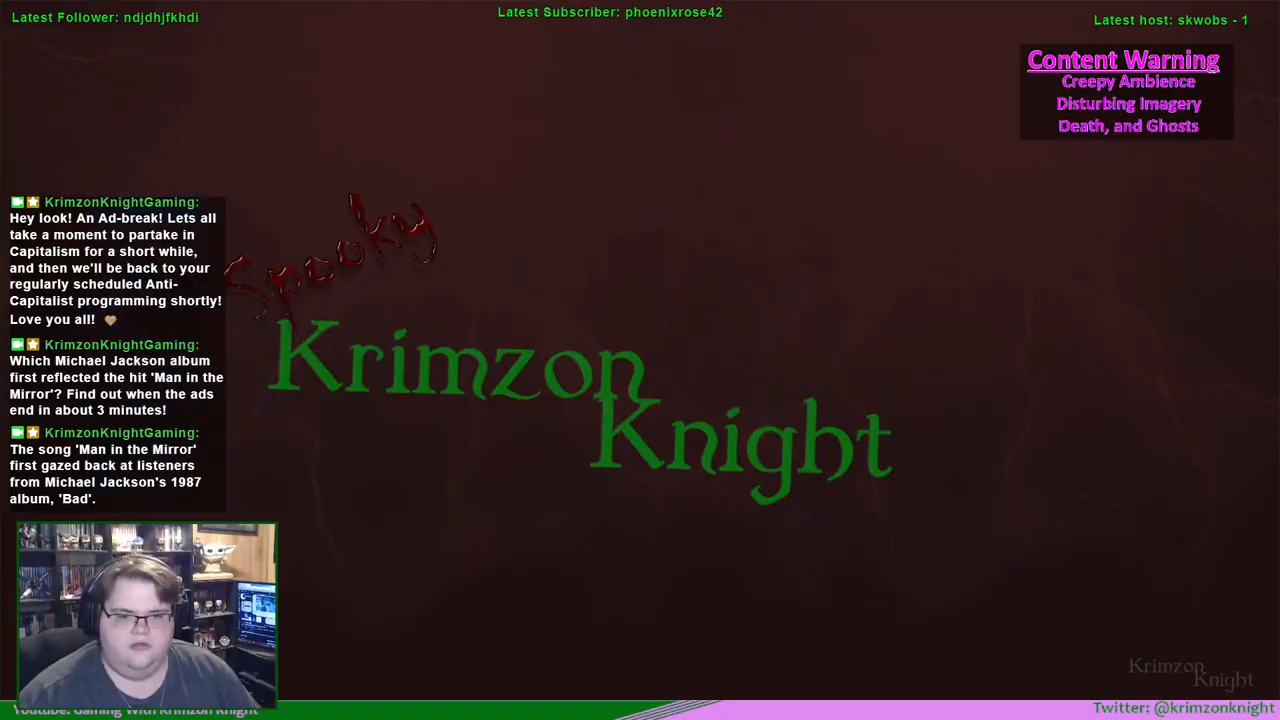 Latest Follower: ndjdhjfkhdi
Latest Subscriber: phoenixrose42
Latest host: skwobs - 1
Content Warning
Creepy Ambience
Disturbing Imagery
Death, and Ghosts
KrimzonKnightGaming:
Hey look! An Ad-break! Lets all
take a moment to partake in
Capitalism for a short while,
and then we'll be back to your
regularly scheduled Anti-
Capitalist programming shortly!
Love you all!
KrimzonKnightGaming:
Which Michael Jackson album
first reflected the hit 'Man in the
Mirror'? Find out when the ads
end in about 3 minutes!
KrimzonKnightGaming:
The song 'Man in the Mirror'
first gazed back at listeners
from Michael Jackson's 1987
album, 'Bad'.
Spooky
Krimzon
Knight
Krimzon
Knight
Youtube: Gaming With Krimzon Knight
Twitter: @krimzonknight